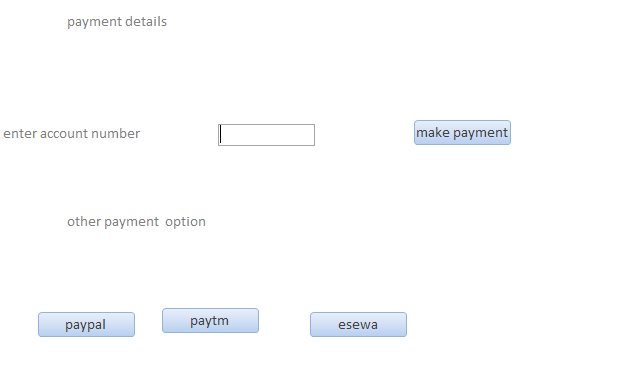 payment details
enter account number
make payment
other payment  option
paypal
paytm
esewa